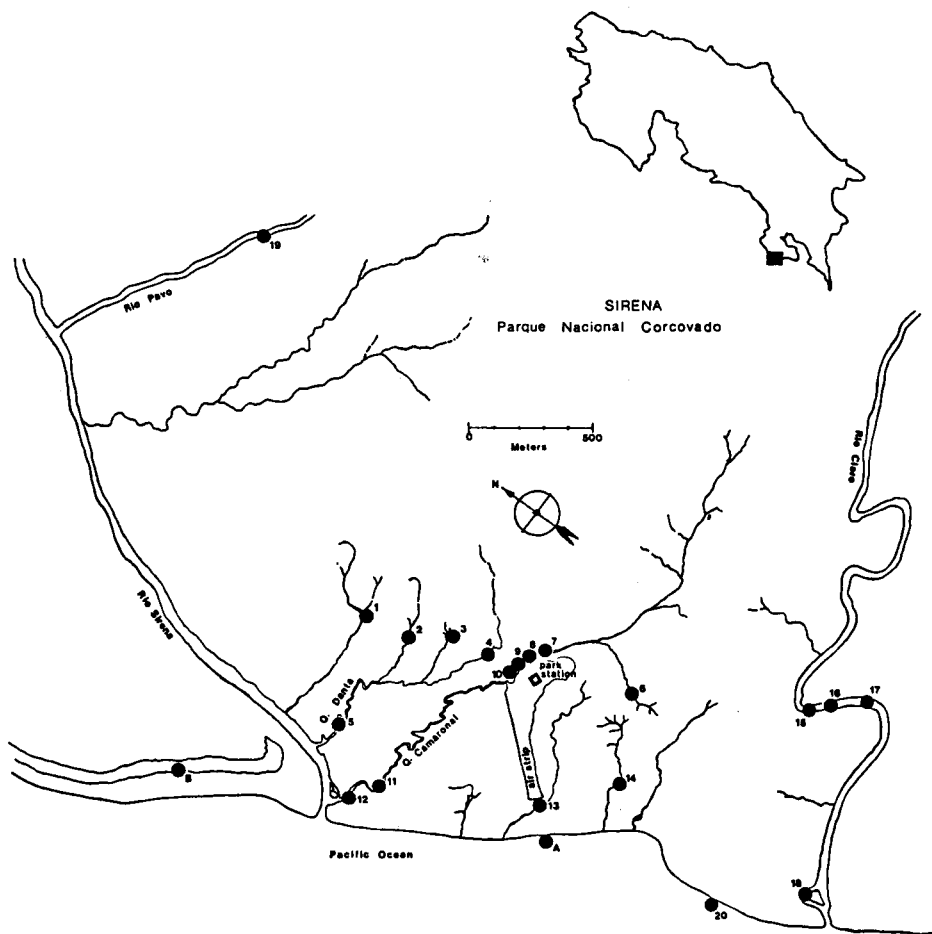 19
Rio Pavo
SIRENA
Parque Nacional Corcovado
0 500
Meters
N
Rio Claro
Rio Sirena
1
2
3
4
10
9
8
7
park
station
6
Q. Danta
5
Q. Camaronal
air strip
15
16
17
B
11
12
13
14
Pacific Ocean
A
18
20